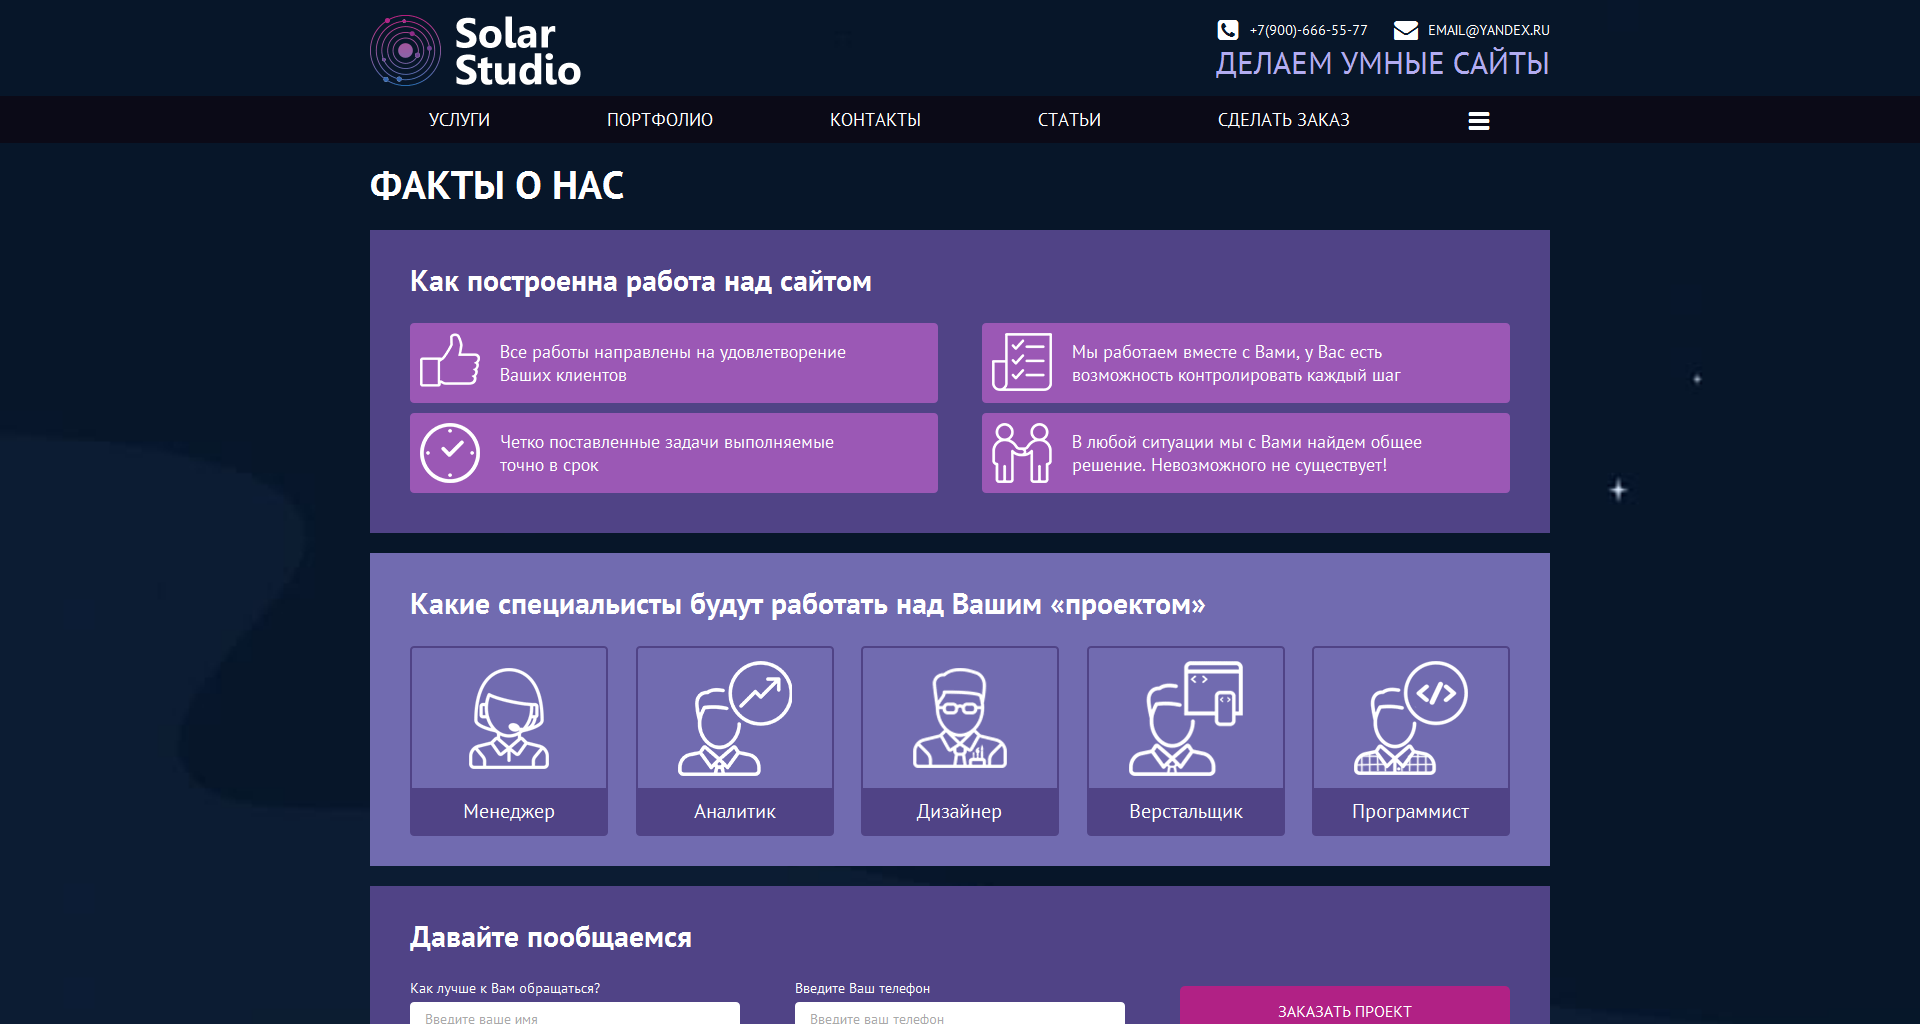 Solar
Studio
+7(900)-666-55-77
EMAIL@YANDEX.RU
ДЕЛАЕМ УМНЫЕ САЙТЫ
УСЛУГИ
ПОРТФОЛИО
КОНТАКТЫ
СТАТЬИ
СДЕЛАТЬ ЗАКАЗ
ФАКТЫ О НАС
Как построенна работа над сайтом
Все работы направлены на удовлетворение
Ваших клиентов
Мы работаем вместе с Вами, у Вас есть
возможность контролировать каждый шаг
Четко поставленные задачи выполняемые
точно в срок
В любой ситуации мы с Вами найдем общее
решение. Невозможного не существует!
Какие специальисты будут работать над Вашим «проектом»
Менеджер
Аналитик
Дизайнер
Верстальщик
Программист
Давайте пообщаемся
Как лучше к Вам обращаться?
Введите Ваш телефон
Введите ваше имя
Введите ваш телефон
ЗАКАЗАТЬ ПРОЕКТ